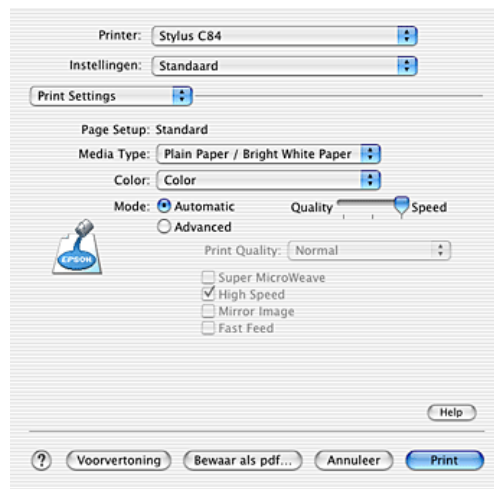 Printer: Stylus C84
Instellingen: Standaard
Print Settings
Page Setup: Standard
Media Type: Plain Paper / Bright White Paper
Color: Color
Mode: Automatic Quality Speed
Advanced
EPSON
Print Quality: Normal
Super MicroWeave
High Speed
Mirror Image
Fast Feed
Help
? Voorvertoning Bewaar als pdf... Annuleer Print